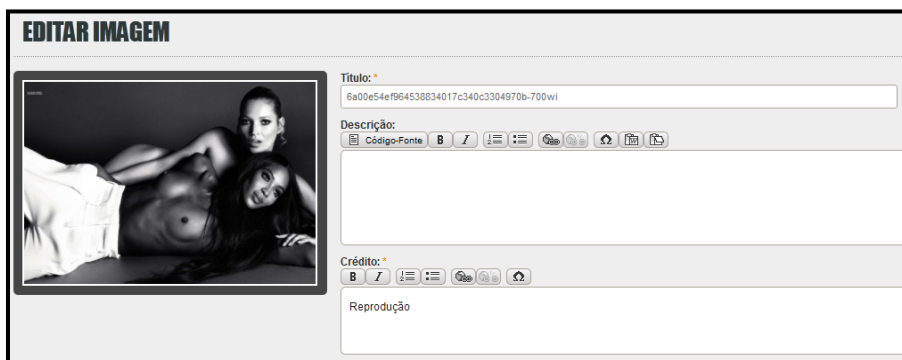 EDITAR IMAGEM
Título: *
6a00e54ef964538834017c340c3304970b-700wi
Descrição:
Código-Fonte B I
Crédito: *
B I
Reprodução